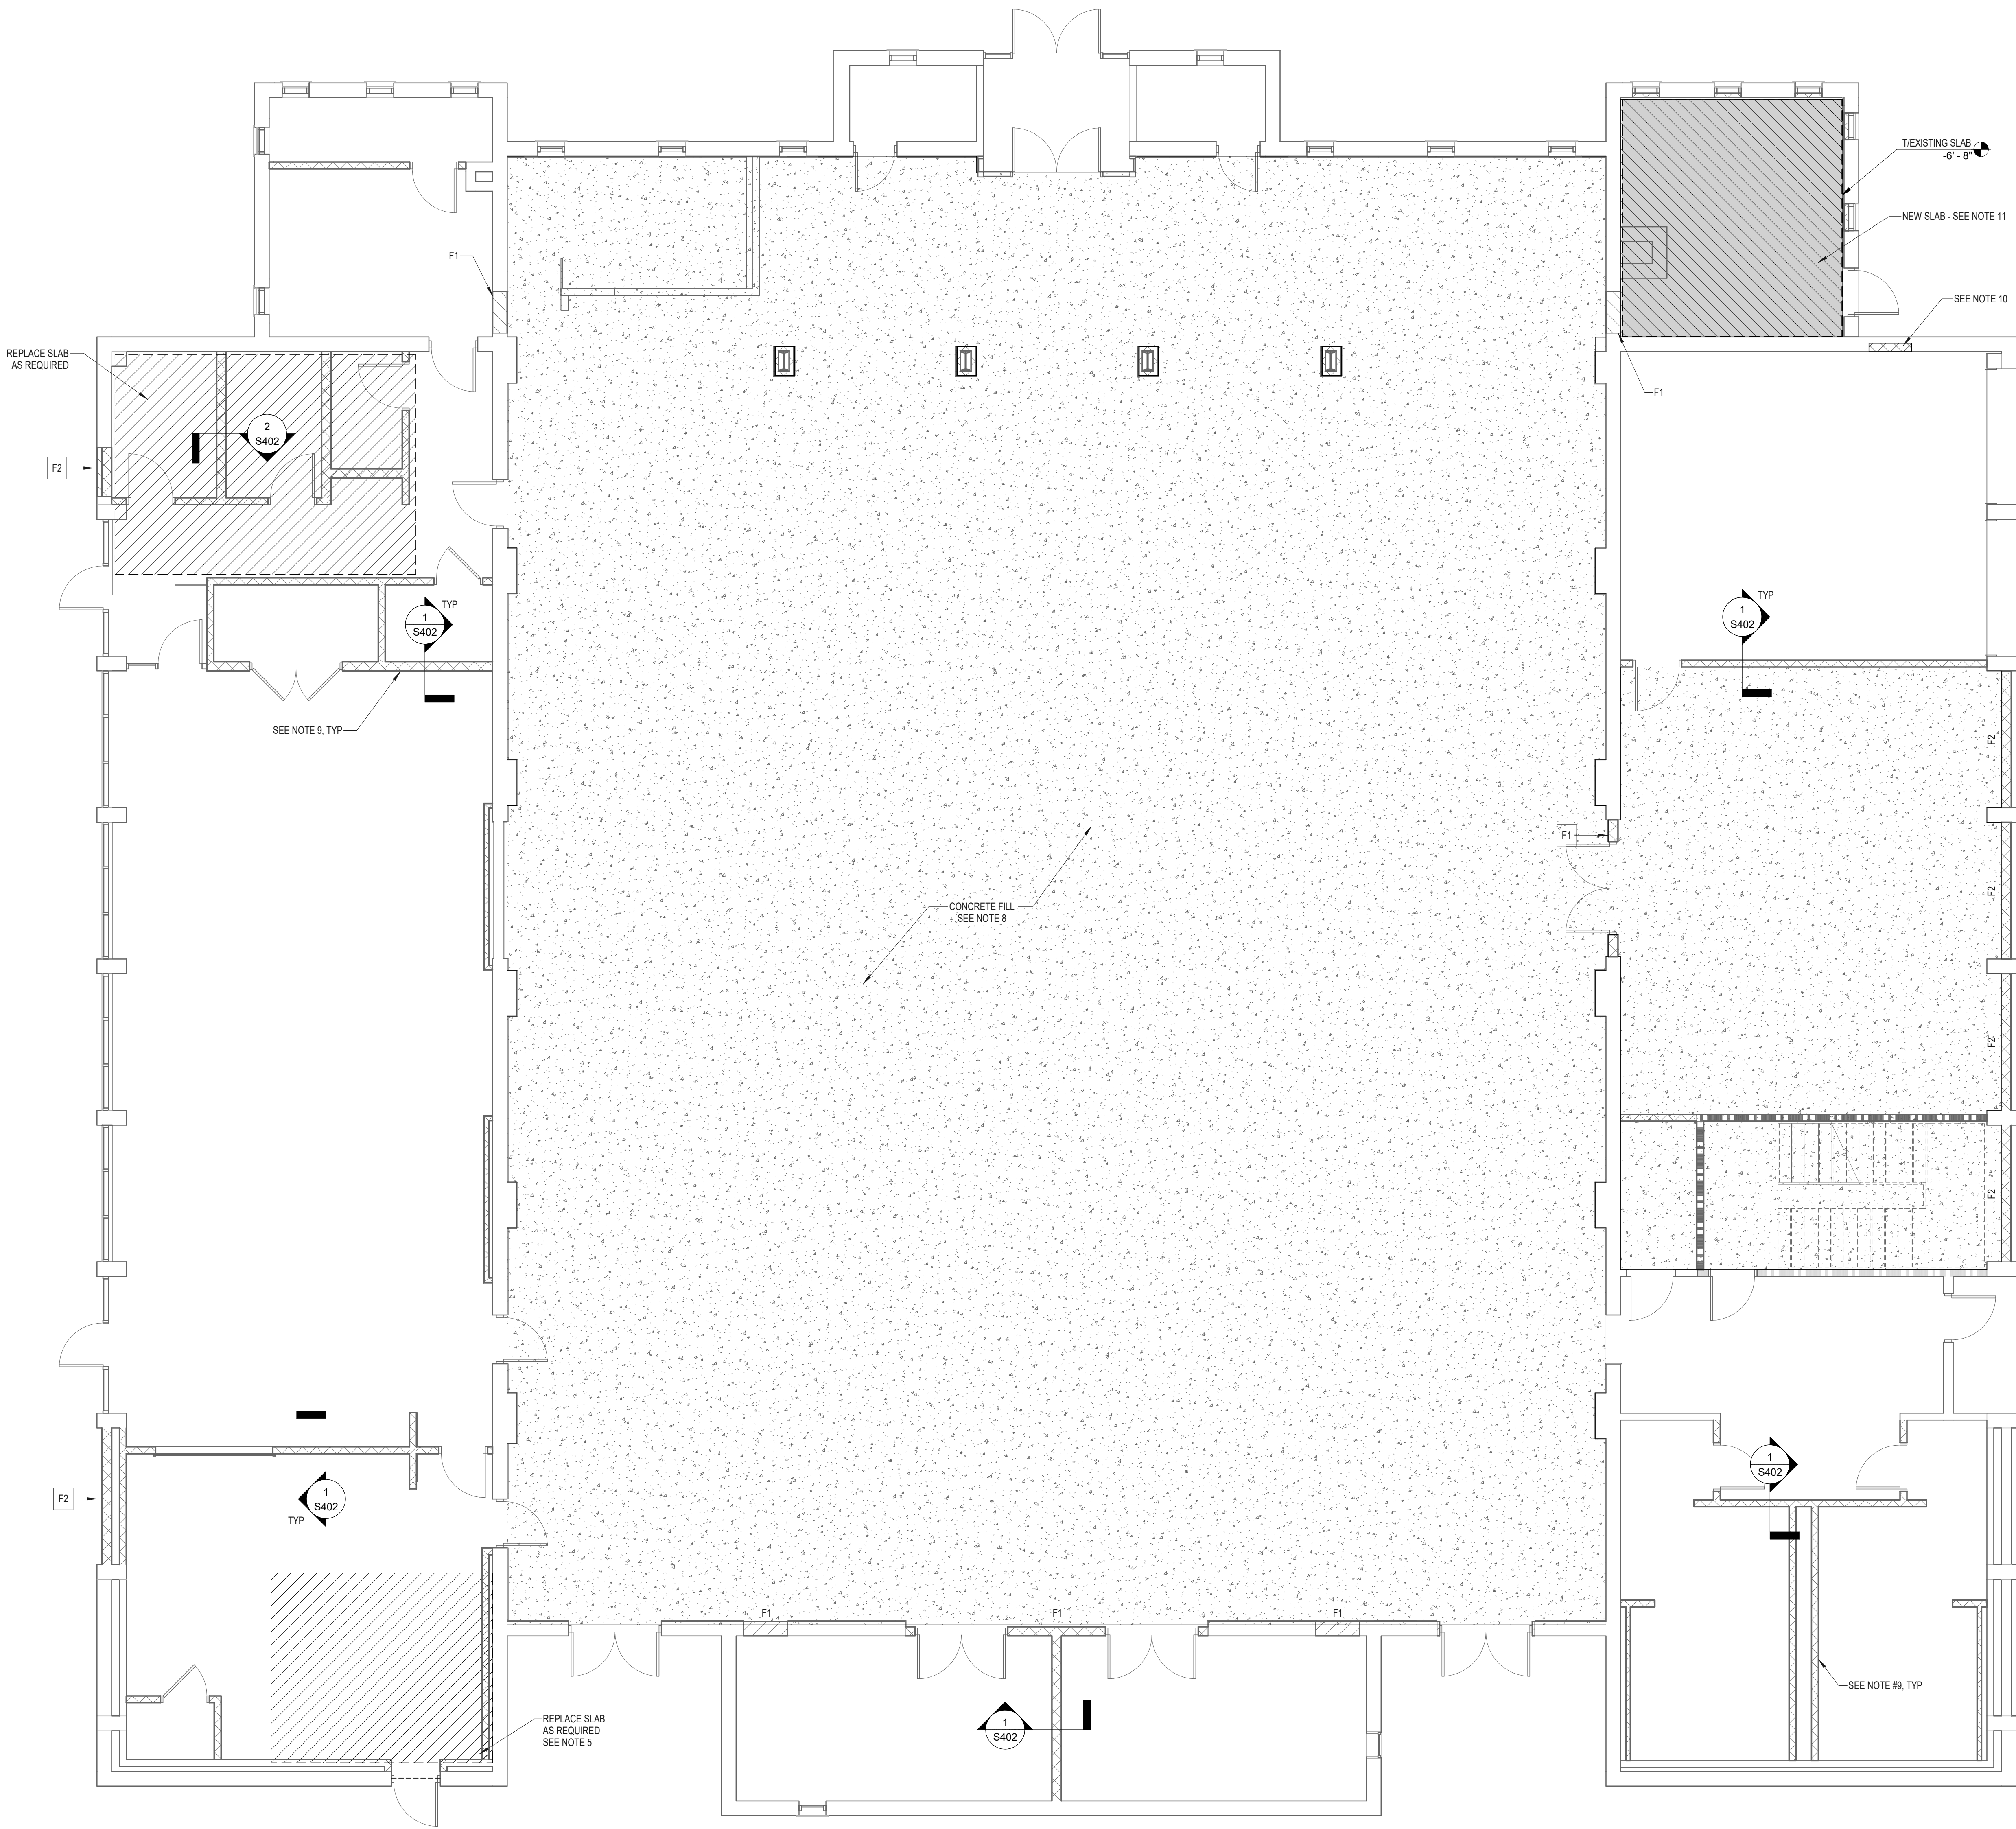 T/EXISTING SLAB
-6' - 8"
NEW SLAB - SEE NOTE 11
F1
SEE NOTE 10
REPLACE SLAB
AS REQUIRED
F1
2
S402
F2
1
S402
TYP
1
S402
TYP
SEE NOTE 9, TYP
F2
F1
F2
CONCRETE FILL
SEE NOTE 8
F2
F2
1
S402
TYP
F2
1
S402
F1
F1
F1
SEE NOTE #9, TYP
REPLACE SLAB
AS REQUIRED
SEE NOTE 5
1
S402